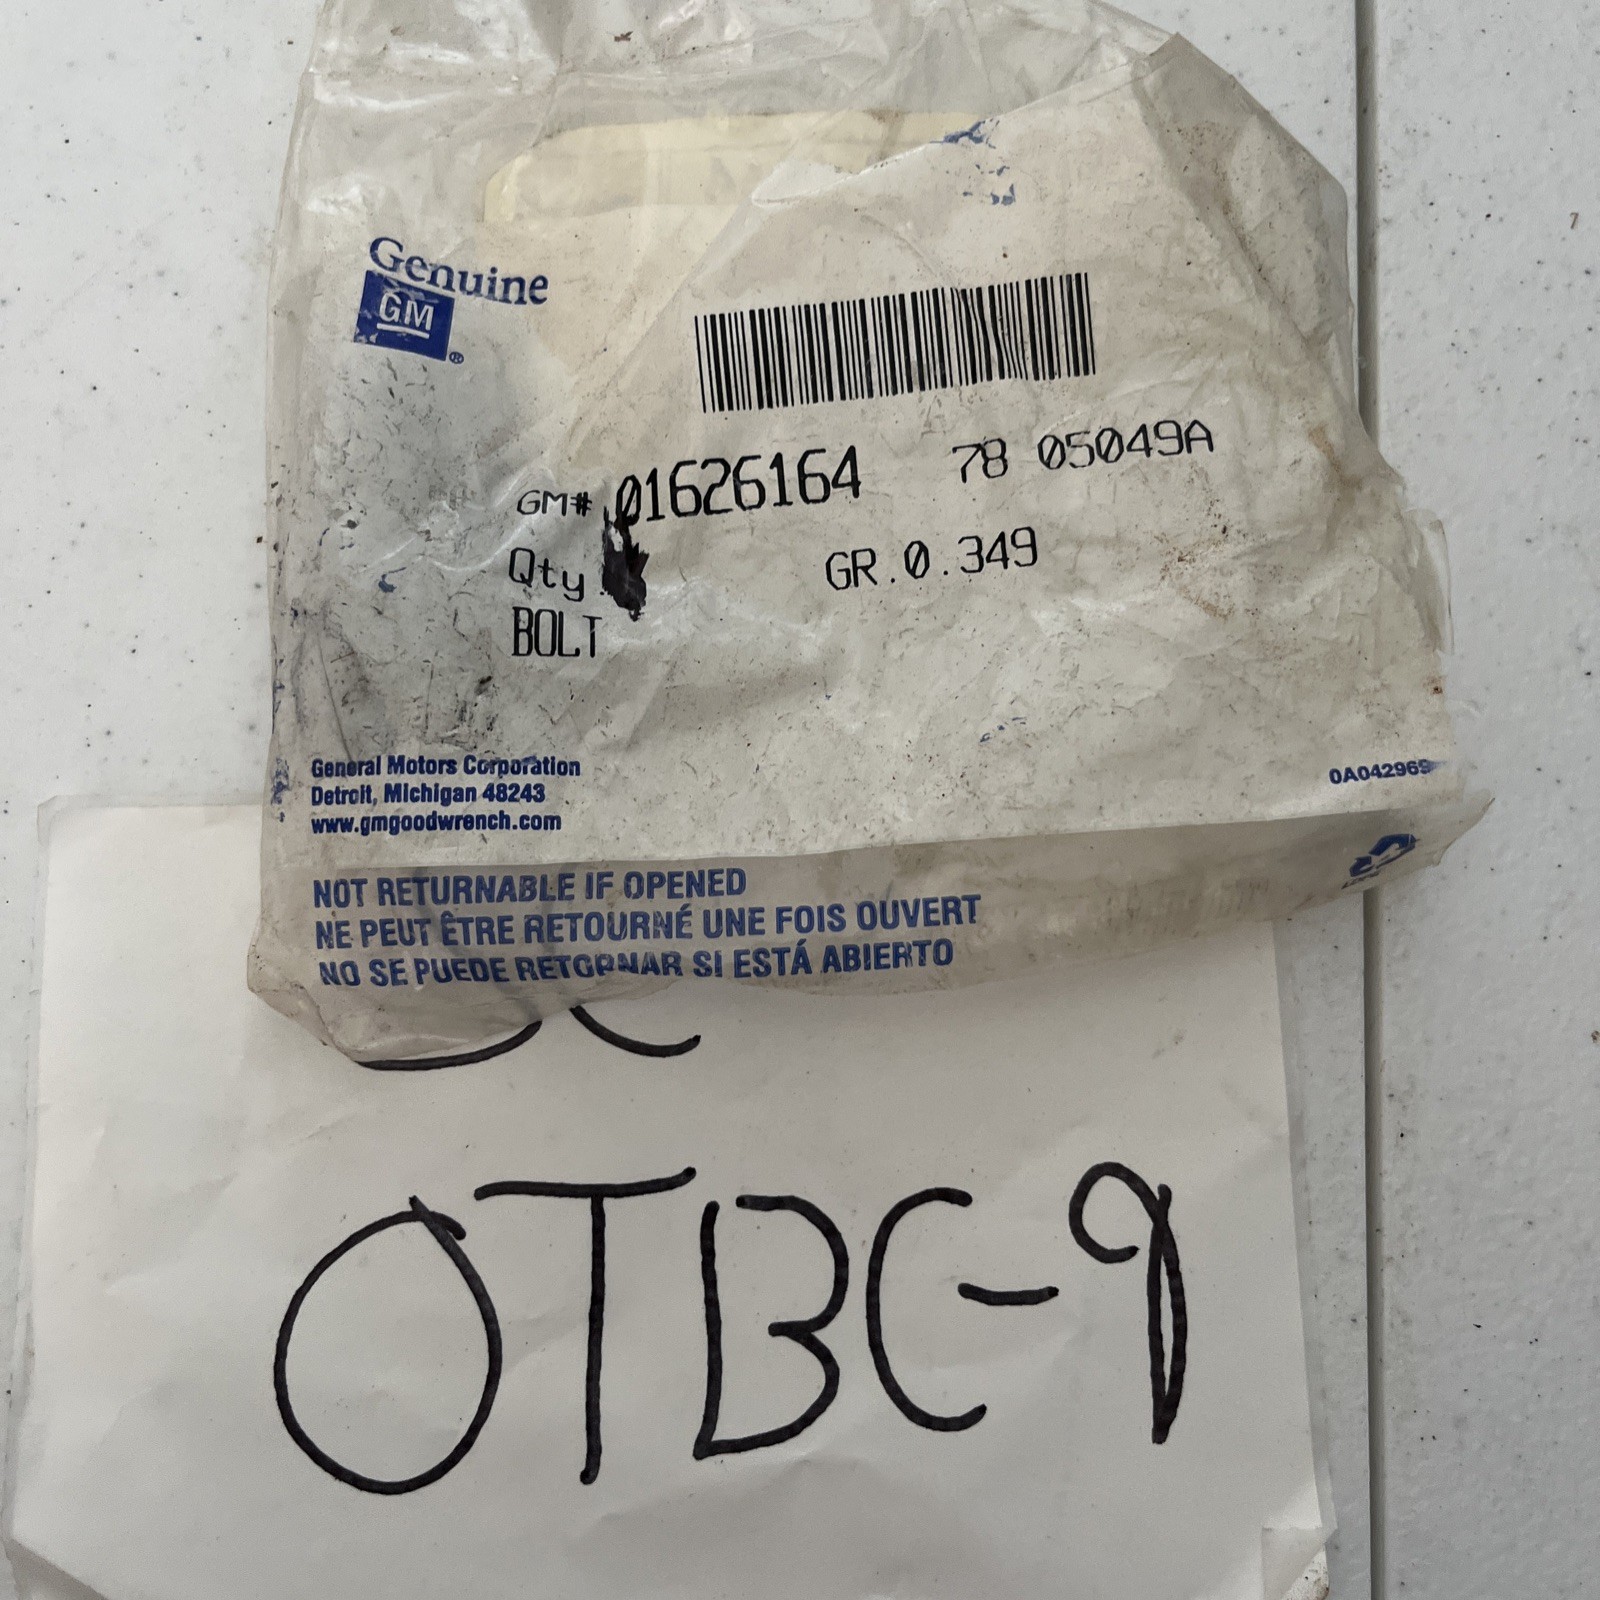 Genuine
GM
®
GM# 01626164 78 05049A
Qty GR.0.349
BOLT
General Motors Corporation
Detroit, Michigan 48243
www.gmgoodwrench.com
0A042969
NOT RETURNABLE IF OPENED
NE PEUT ÊTRE RETOURNÉ UNE FOIS OUVERT
NO SE PUEDE RETORNAR SI ESTÁ ABIERTO
OTBC-9